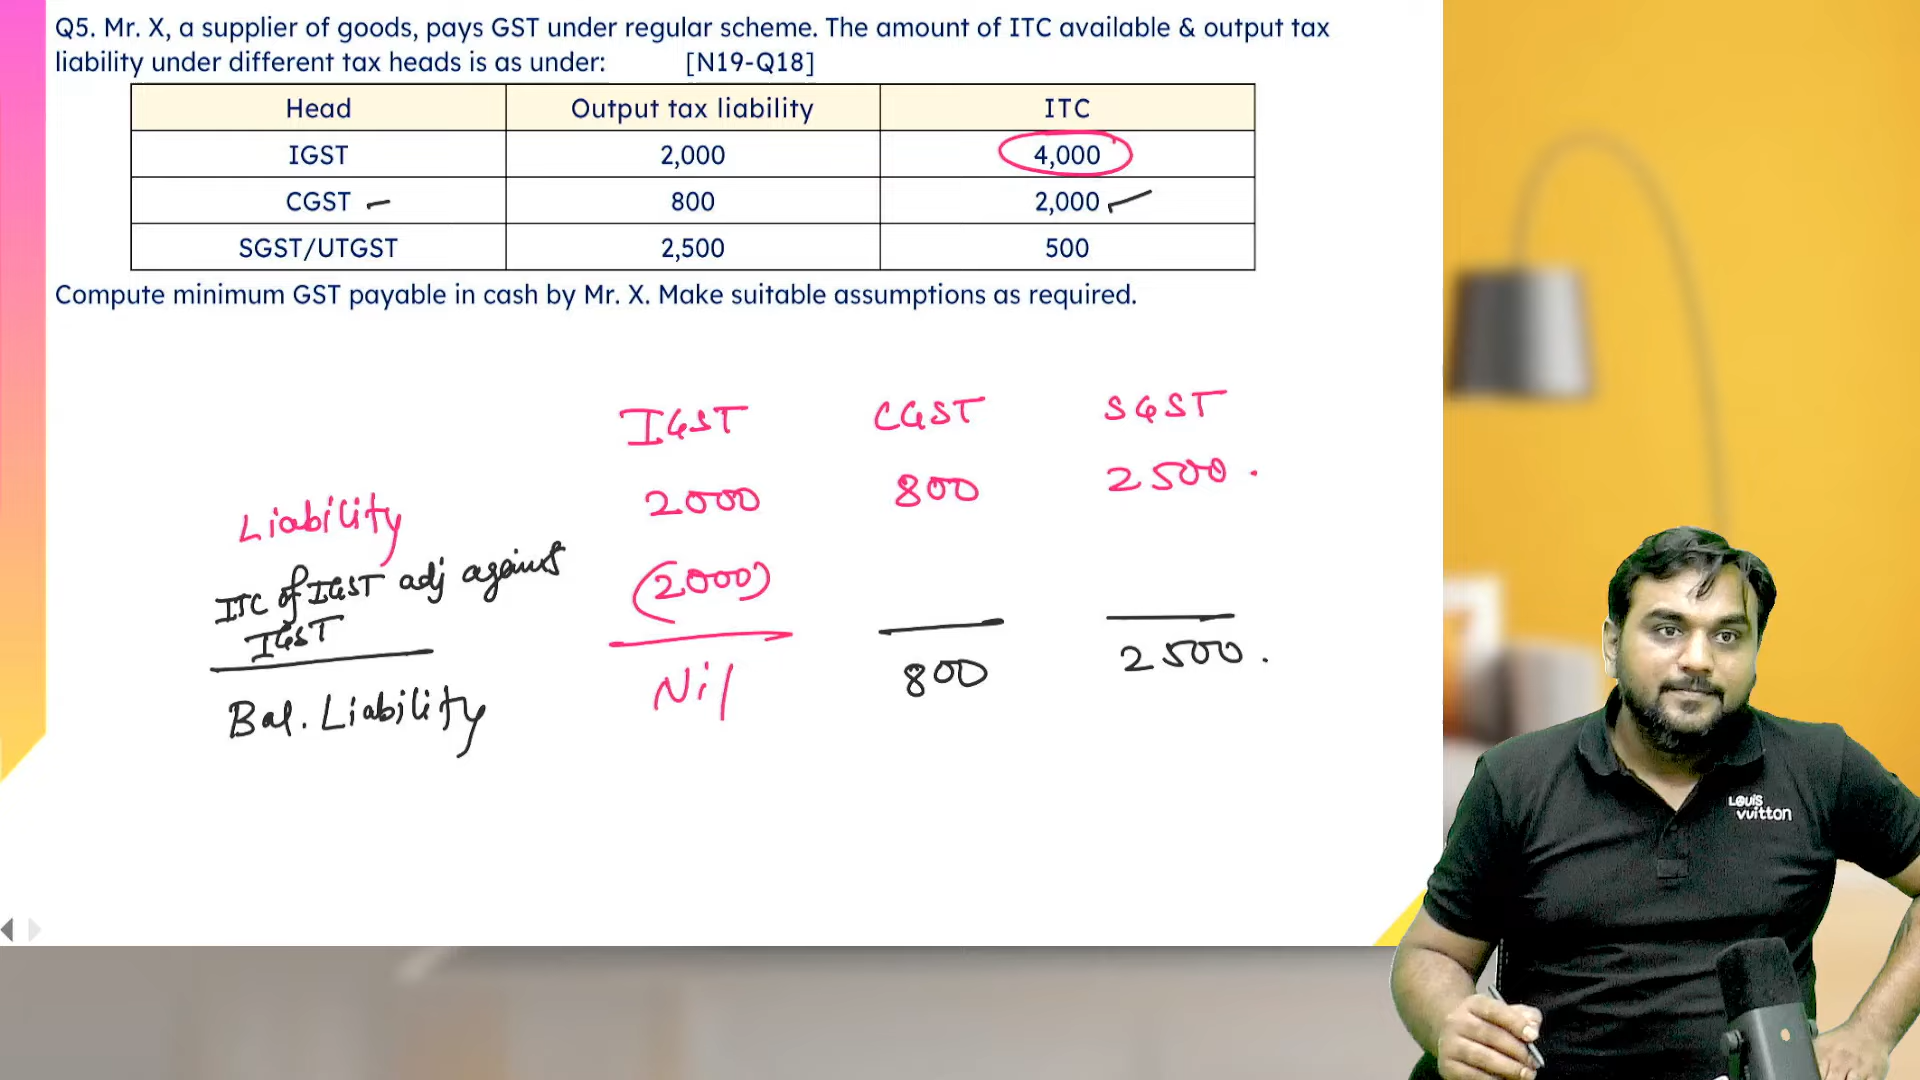 Q5. Mr. X, a supplier of goods, pays GST under regular scheme. The amount of ITC available & output tax
liability under different tax heads is as under: [N19-Q18]
Head Output tax liability ITC
IGST 2,000 4,000
CGST 800 2,000
SGST/UTGST 2,500 500
Compute minimum GST payable in cash by Mr. X. Make suitable assumptions as required.
IGST CGST SGST
Liability 2000 800 2500.
ITC of IGST adj against
IGST (2000)
Bal. Liability Nil 800 2500.
Louis
Vuitton